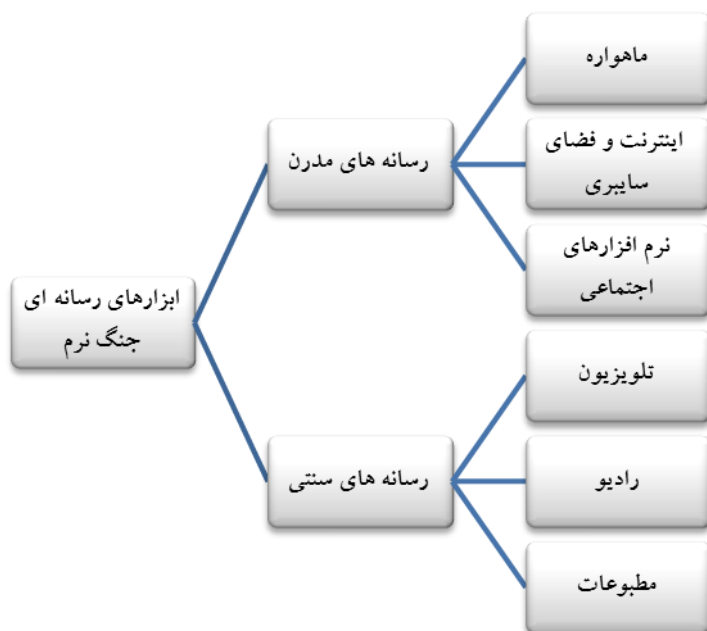 ابزارهای رسانه ای
جنگ نرم
رسانه های مدرن
ماهواره
اینترنت و فضای
سایبری
نرم افزارهای
اجتماعی
رسانه های سنتی
تلویزیون
رادیو
مطبوعات